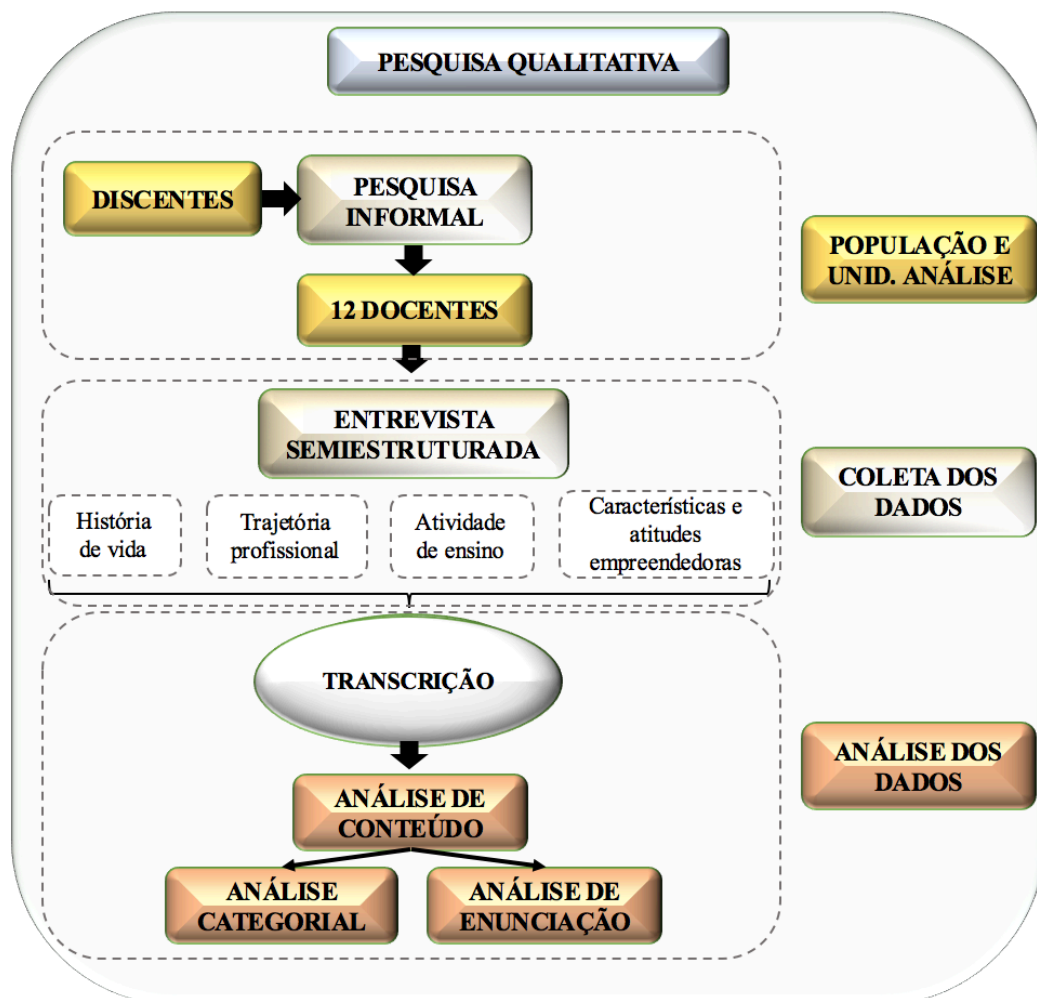 PESQUISA QUALITATIVA
DISCENTES
PESQUISA
INFORMAL
12 DOCENTES
POPULAÇÃO E
UNID. ANÁLISE
ENTREVISTA
SEMIESTRUTURADA
História
de vida
Trajetória
profissional
Atividade
de ensino
Características e
atitudes
empreendedoras
COLETA DOS
DADOS
TRANSCRIÇÃO
ANÁLISE DE
CONTEÚDO
ANÁLISE
CATEGORIAL
ANÁLISE DE
ENUNCIAÇÃO
ANÁLISE DOS
DADOS